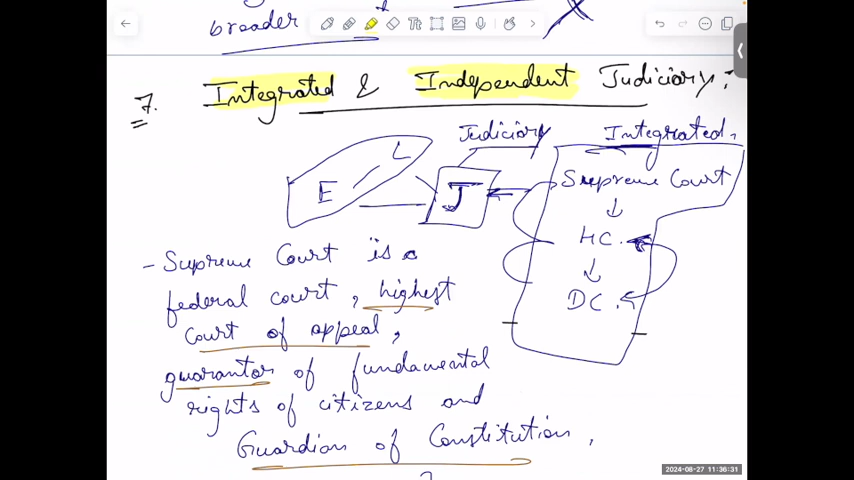 broader
Tt
7. Integrated & Independent Judiciary :
Judiciary
Integrated
L
E
J
Supreme Court
↓
HC.
↓
DC.
- Supreme Court is a
federal court, highest
court of appeal,
guarantor of fundamental
rights of citizens and
Guardian of Constitution,
2024-08-27 11:36:31